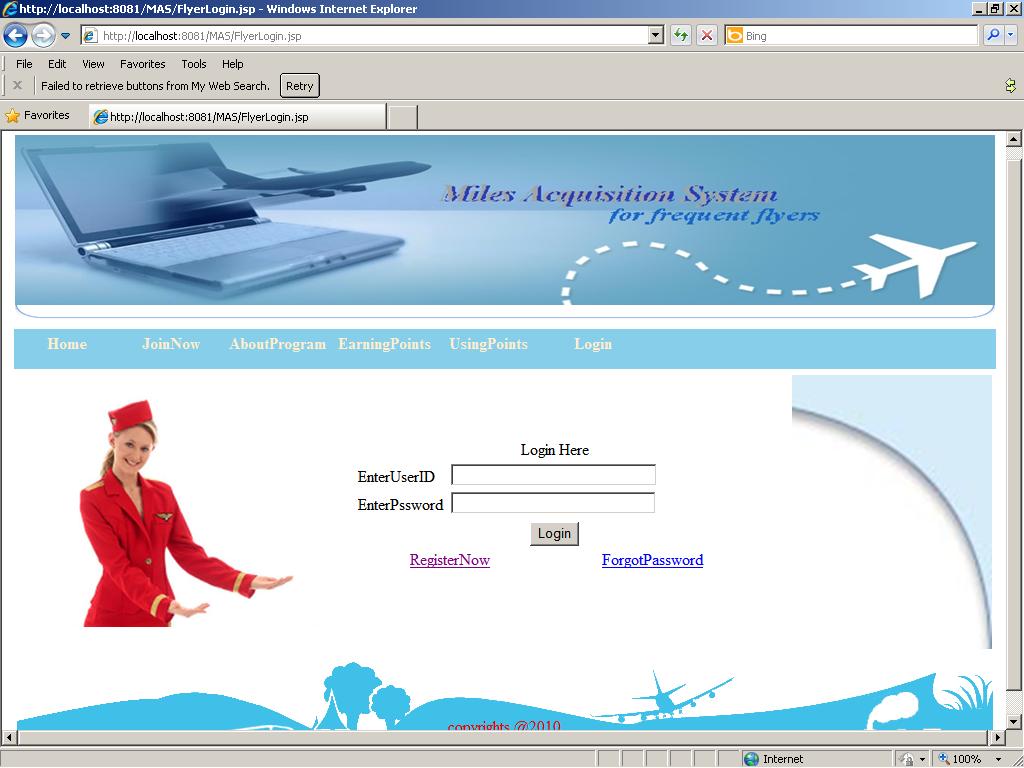 http://localhost:8081/MAS/FlyerLogin.jsp - Windows Internet Explorer
http://localhost:8081/MAS/FlyerLogin.jsp
Bing
File Edit View Favorites Tools Help
Failed to retrieve buttons from My Web Search. Retry
Favorites http://localhost:8081/MAS/FlyerLogin.jsp
Miles Acquisition System
for frequent flyers
Home JoinNow AboutProgram EarningPoints UsingPoints Login
Login Here
EnterUserID
EnterPssword
Login
RegisterNow ForgotPassword
copyrights @2010
Internet 100%